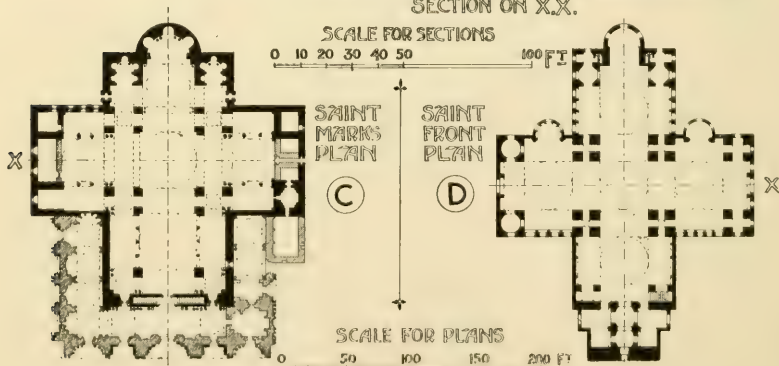 SECTION ON X.X.
SCALE FOR SECTIONS
0 10 20 30 40 50 100 FT
SAINT
MARKS
PLAN
SAINT
FRONT
PLAN
X
C
D
X
SCALE FOR PLANS
0 50 100 150 200 FT